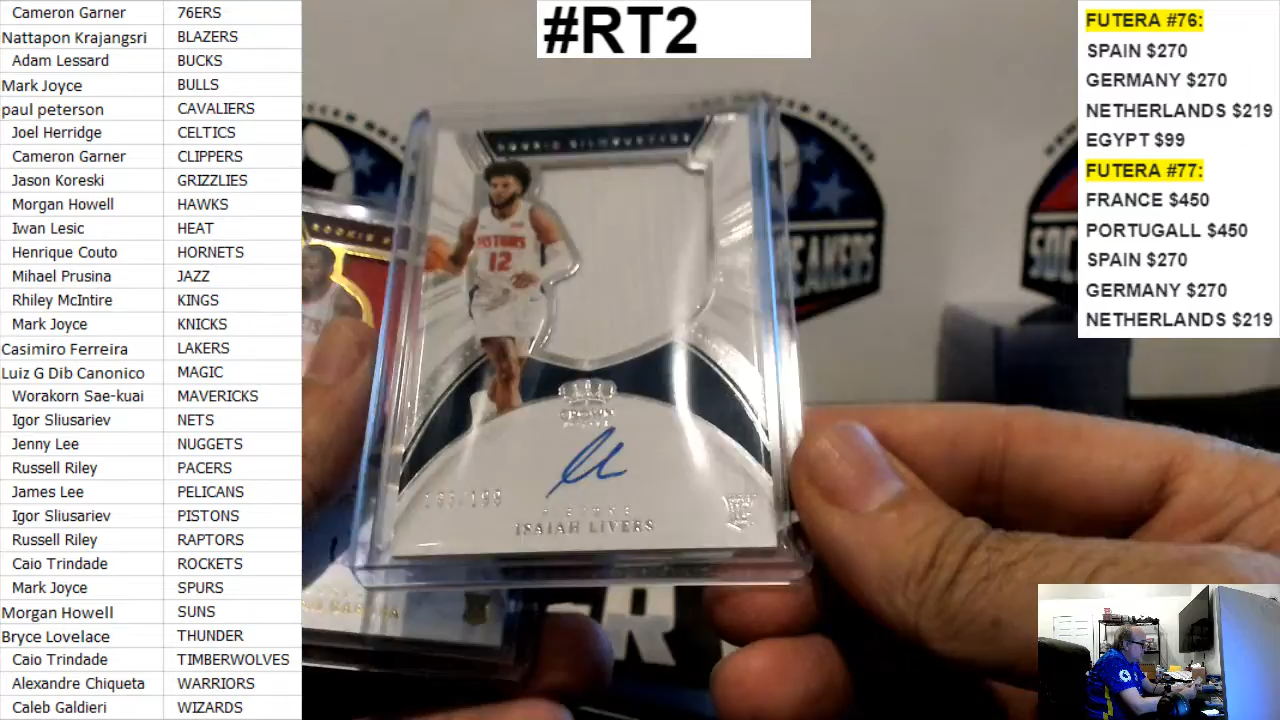 Cameron Garner 76ERS
Nattapon Krajangsri BLAZERS
Adam Lessard BUCKS
Mark Joyce BULLS
paul peterson CAVALIERS
Joel Herridge CELTICS
Cameron Garner CLIPPERS
Jason Koreski GRIZZLIES
Morgan Howell HAWKS
Iwan Lesic HEAT
Henrique Couto HORNETS
Mihael Prusina JAZZ
Rhiley McIntire KINGS
Mark Joyce KNICKS
Casimiro Ferreira LAKERS
Luiz G Dib Canonico MAGIC
Worakorn Sae-kuai MAVERICKS
Igor Sliusariev NETS
Jenny Lee NUGGETS
Russell Riley PACERS
James Lee PELICANS
Igor Sliusariev PISTONS
Russell Riley RAPTORS
Caio Trindade ROCKETS
Mark Joyce SPURS
Morgan Howell SUNS
Bryce Lovelace THUNDER
Caio Trindade TIMBERWOLVES
Alexandre Chiqueta WARRIORS
Caleb Galdieri WIZARDS
#RT2
ROOKIE SILHOUETTES
PISTONS
12
CROWN
PISTONS
ISAIAH LIVERS
FUTERA #76:
SPAIN $270
GERMANY $270
NETHERLANDS $219
EGYPT $99
FUTERA #77:
FRANCE $450
PORTUGALL $450
SPAIN $270
GERMANY $270
NETHERLANDS $219